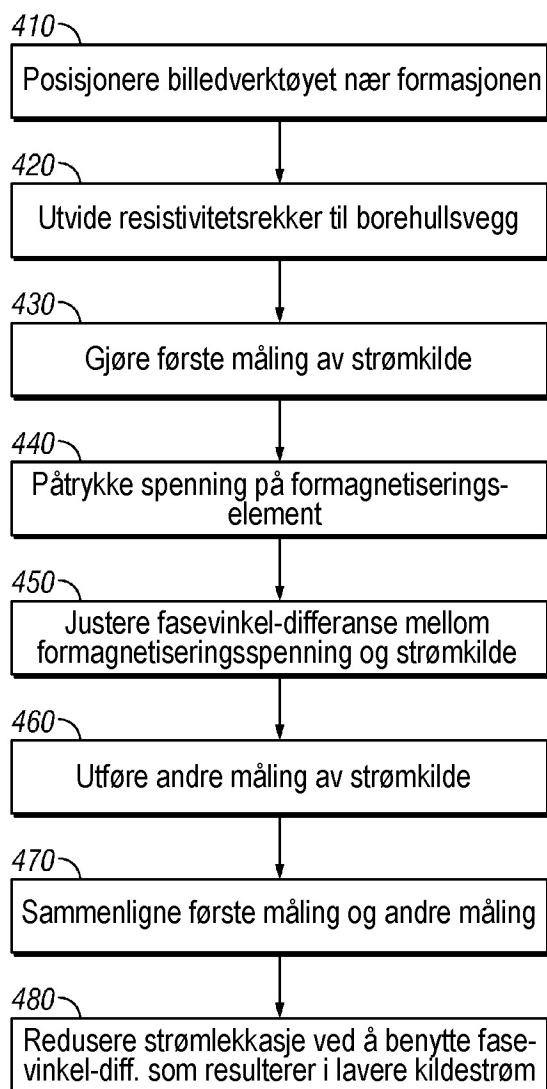 410
Posisjonere billedverktøyet nær formasjonen
420
Utvide resistivitetsrekker til borehullsvegg
430
Gjøre første måling av strømkilde
440
Påtrykke spenning på formagnetiserings-
element
450
Justere fasevinkel-differanse mellom
formagnetiseringsspenning og strømkilde
460
Utføre andre måling av strømkilde
470
Sammenligne første måling og andre måling
480
Redusere strømlekkasje ved å benytte fase-
vinkel-diff. som resulterer i lavere kildestrøm